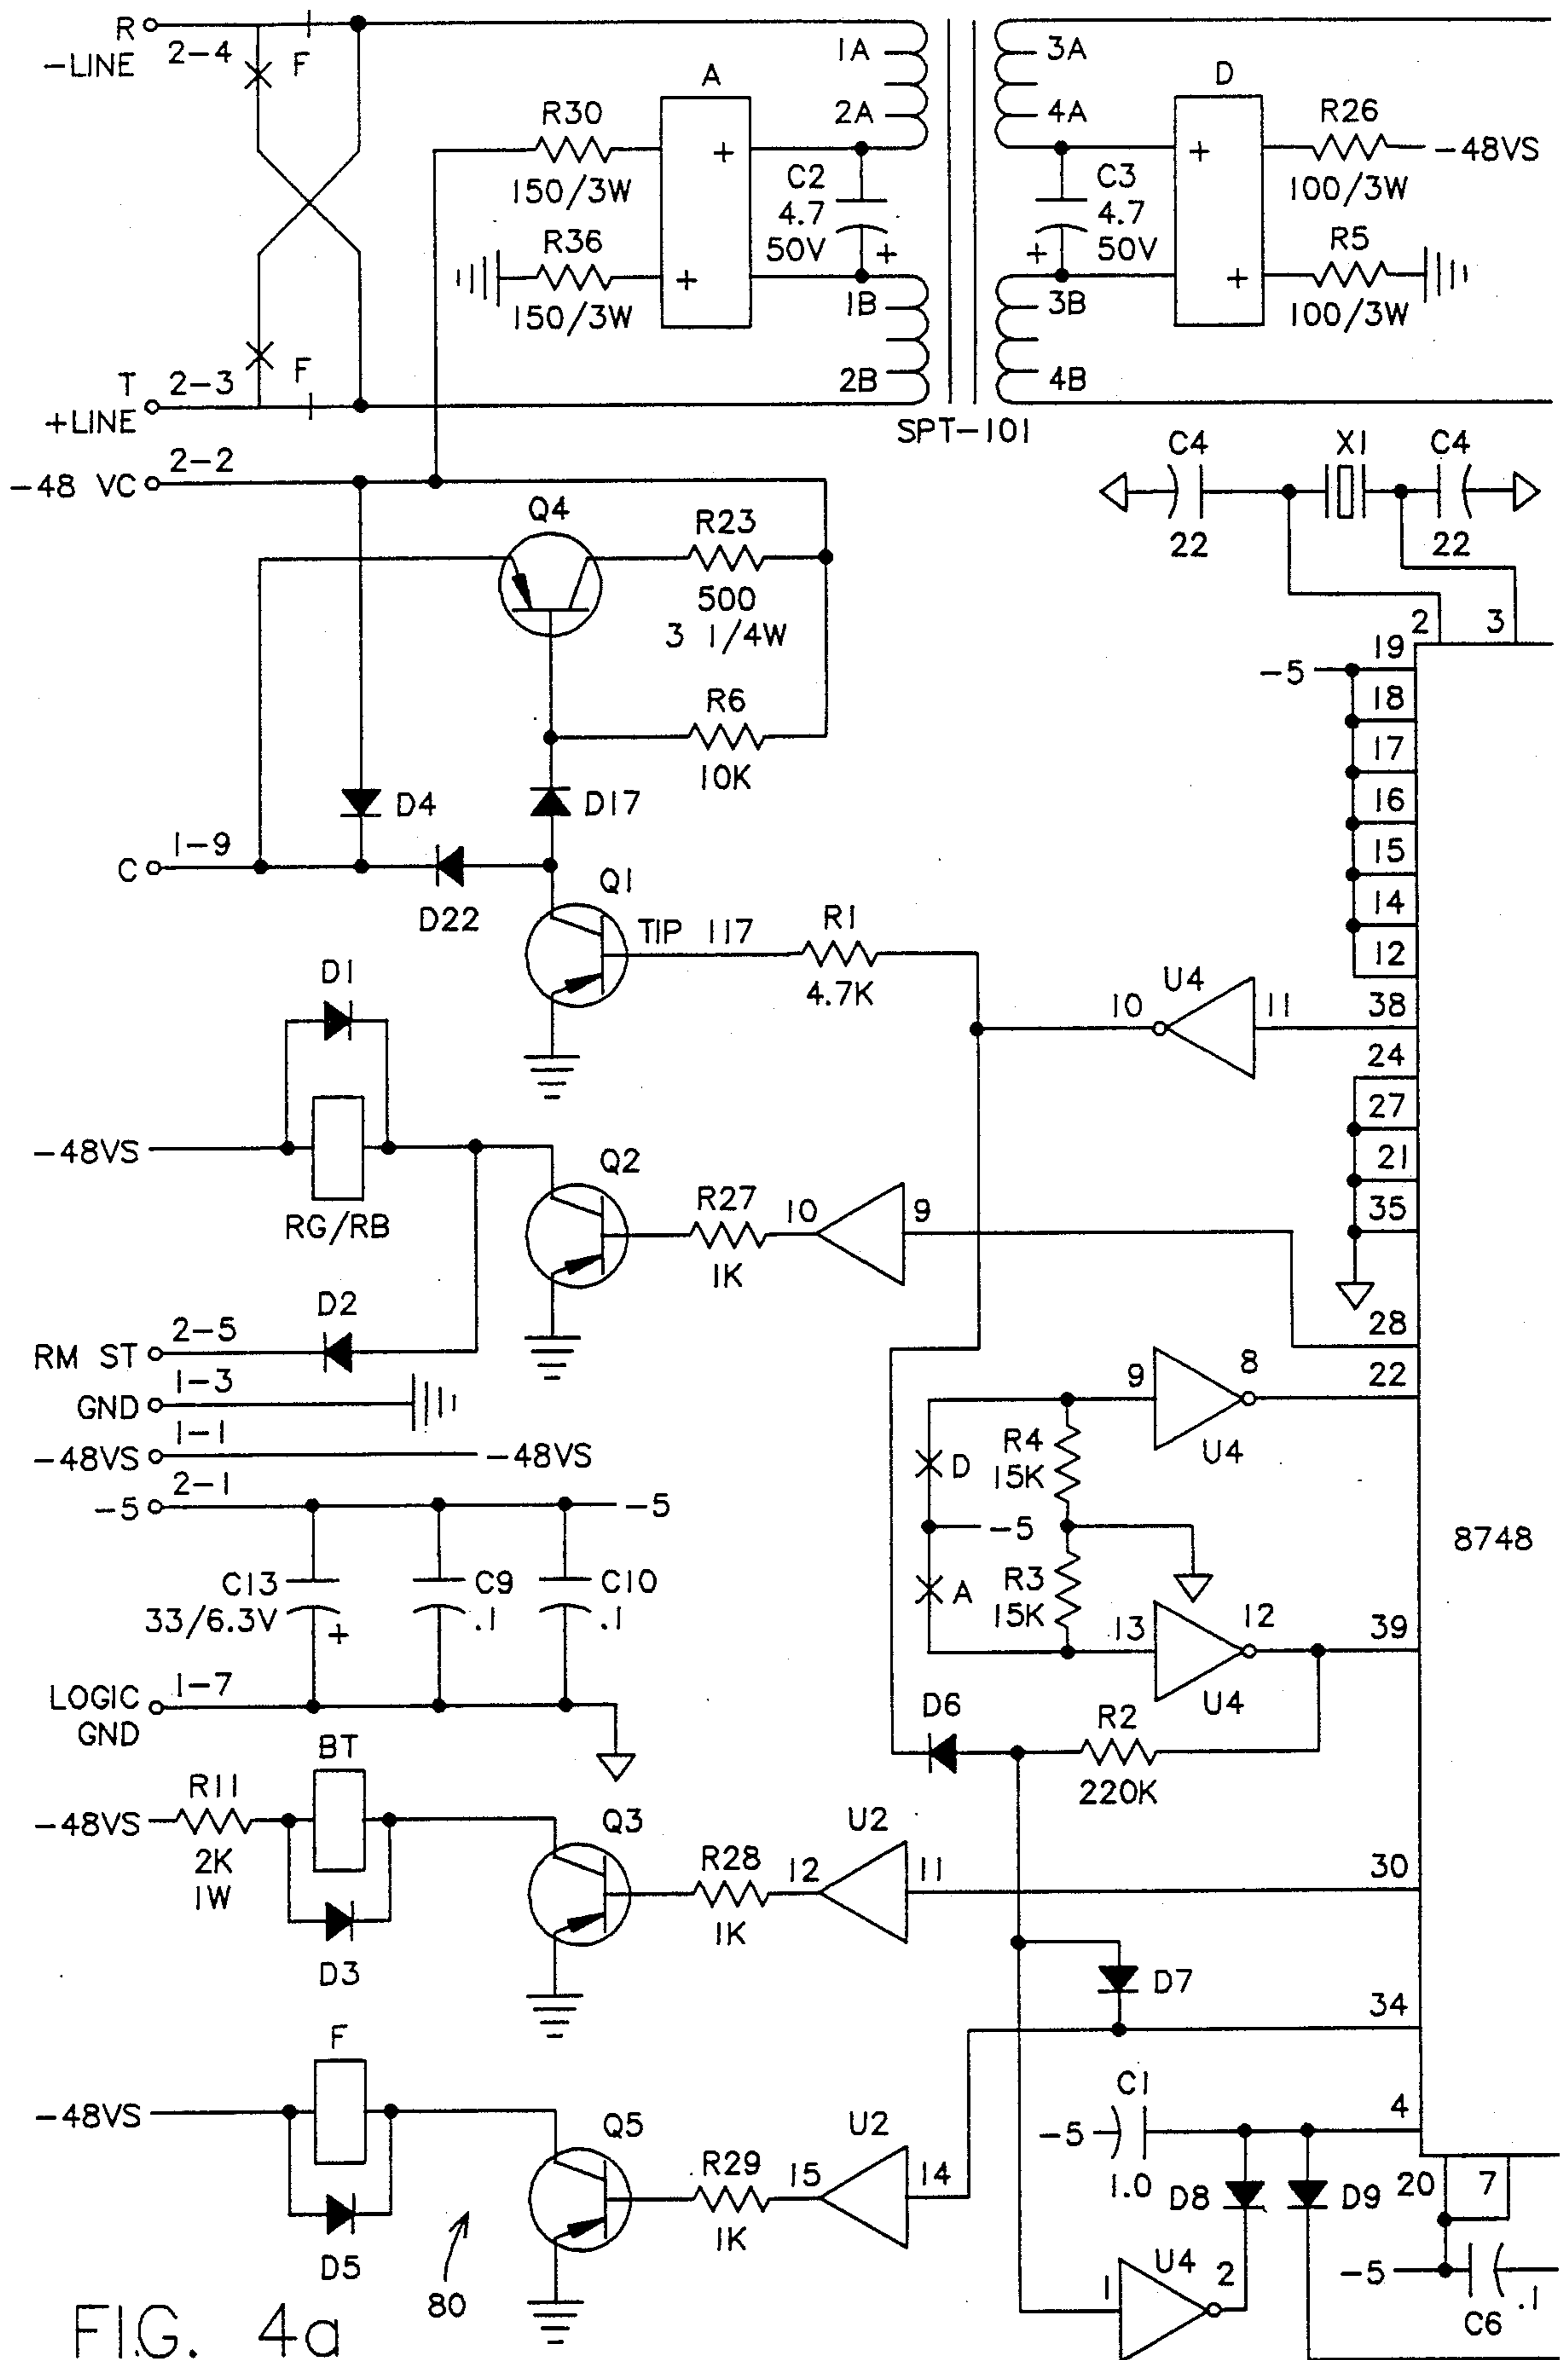 R
-LINE
2-4
F
1A
2A
A
R30
150/3W
+
C2
4.7
50V
+
R36
150/3W
+
1B
2B
3A
4A
D
R26
-48VS
100/3W
+
C3
4.7
50V
+
R5
100/3W
+
3B
4B
SPT-101
T
+LINE
2-3
F
-48 VC
2-2
Q4
R23
500
3 1/4W
R6
10K
D4
D17
C
1-9
D22
Q1
TIP 117
R1
4.7K
C4
22
X1
C4
22
2
3
-5
19
18
17
16
15
14
12
U4
10
11
38
24
27
21
35
28
22
D1
-48VS
RG/RB
Q2
R27
1K
10
9
D2
RM ST
2-5
GND
1-3
-48VS
1-1
-48VS
-5
2-1
-5
C13
33/6.3V
+
C9
.1
C10
.1
LOGIC
GND
1-7
9
8
U4
R4
15K
D
-5
A
R3
15K
13
12
U4
39
8748
D6
R2
220K
BT
R11
-48VS
2K
1W
D3
Q3
R28
1K
12
U2
11
30
D7
34
F
-48VS
D5
Q5
R29
1K
15
U2
14
C1
-5
1.0
4
D8
D9
20
7
1
U4
2
-5
C6
.1
80
FIG. 4a